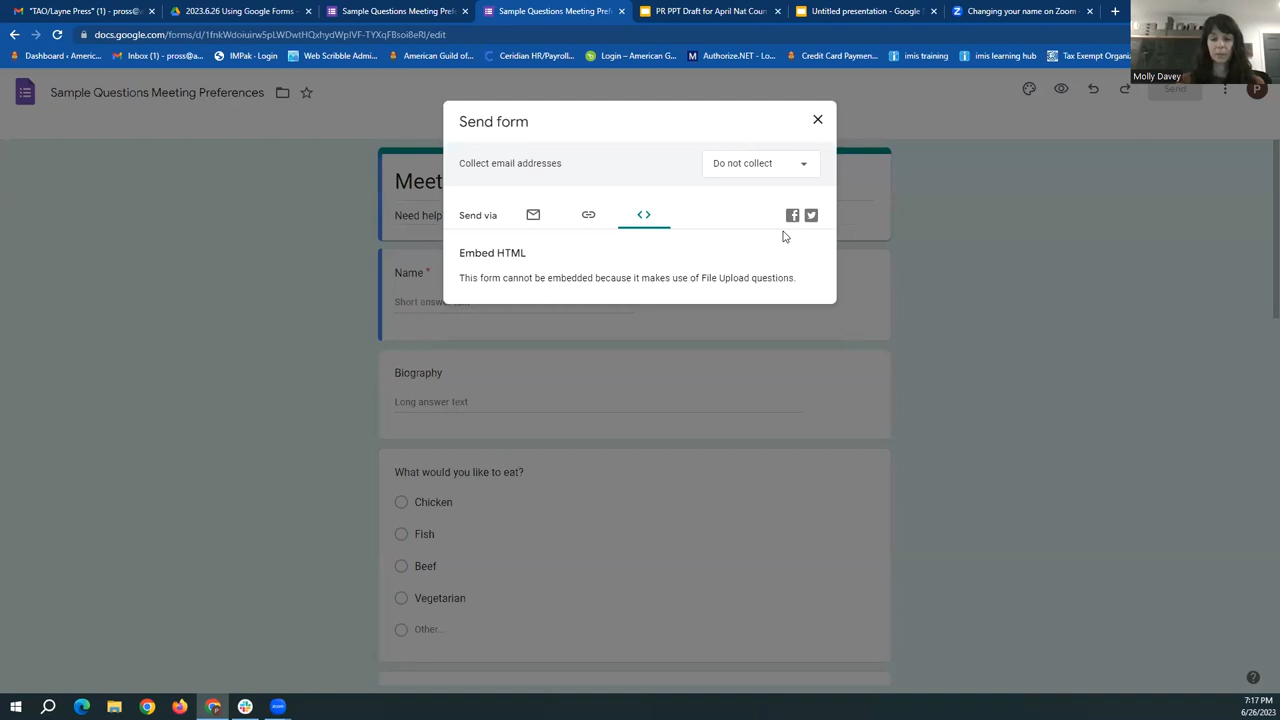 "TAO/Layne Press" (1) - pross@v
2023.6.26 Using Google Forms –
Sample Questions Meeting Prefe
Sample Questions Meeting Prefe
PR PPT Draft for April Nat Coun
Untitled presentation - Google
Changing your name on Zoom -
docs.google.com/forms/d/
/edit
Dashboard ‹ Americ...
Inbox (1) - pross@a...
IMPak - Login
Web Scribble Admi...
American Guild of...
Ceridian HR/Payroll...
Login – American G...
Authorize.NET - Lo...
Credit Card Paymen...
imis training
imis learning hub
Tax Exempt Organi
Molly Davey
Sample Questions Meeting Preferences
Send
P
Send form
Collect email addresses
Do not collect
Meet
Need help
Send via
Embed HTML
This form cannot be embedded because it makes use of File Upload questions.
Name *
Short answer text
Biography
Long answer text
What would you like to eat?
Chicken
Fish
Beef
Vegetarian
Other...
zoom
7:17 PM
6/26/2023